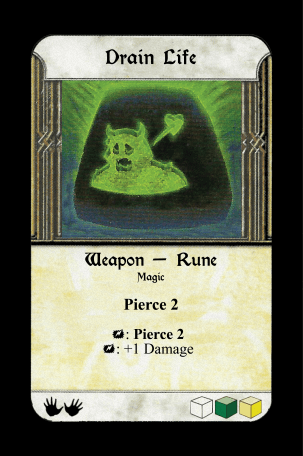 Drain Life
Weapon — Rune
Magic
Pierce 2
: Pierce 2
: +1 Damage